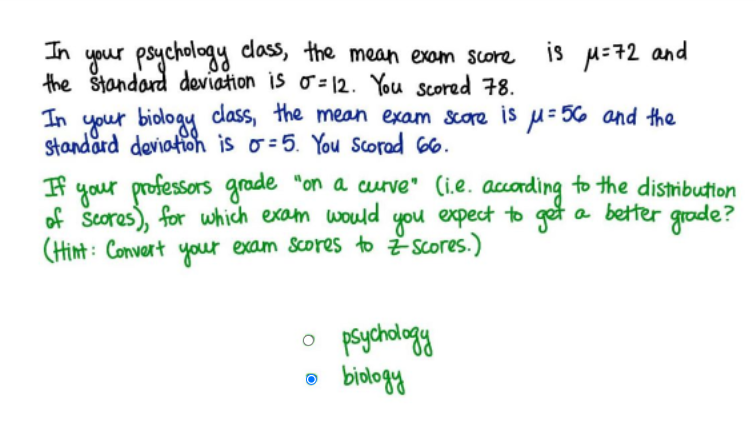 In your psychology class, the mean exam score is μ=72 and
the standard deviation is σ=12. You scored 78.
In your biology class, the mean exam score is μ=56 and the
standard deviation is σ=5. You scored 66.
If your professors grade "on a curve" (i.e. according to the distribution
of scores), for which exam would you expect to get a better grade?
(Hint: Convert your exam scores to z-scores.)
psychology
biology